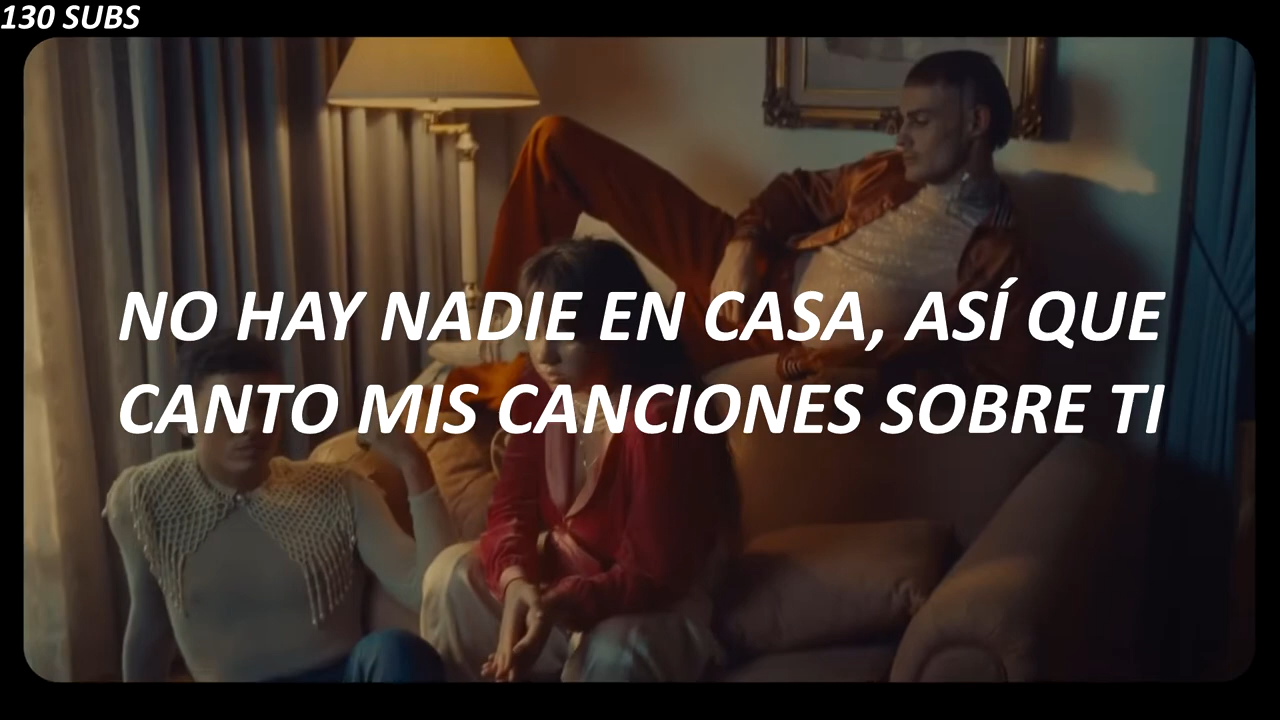 130 SUBS
NO HAY NADIE EN CASA, ASÍ QUE
CANTO MIS CANCIONES SOBRE TI